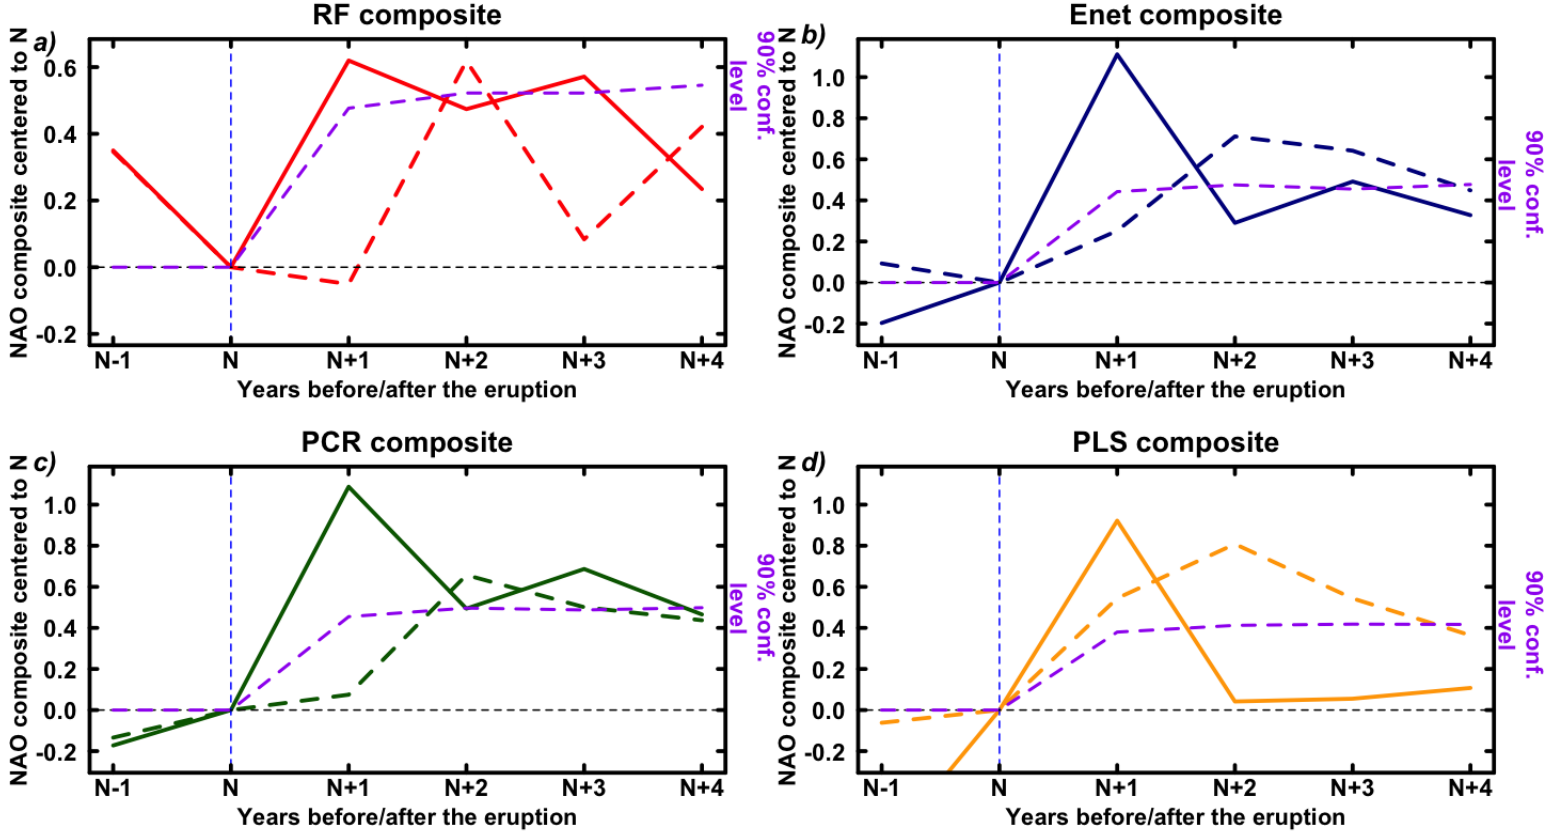 RF composite
a)
NAO composite centered to N
0.6
0.4
0.2
0.0
-0.2
90% conf.
level
N-1 N N+1 N+2 N+3 N+4
Years before/after the eruption
Enet composite
b)
NAO composite centered to N
1.0
0.8
0.6
0.4
0.2
0.0
-0.2
90% conf.
level
N-1 N N+1 N+2 N+3 N+4
Years before/after the eruption
PCR composite
c)
NAO composite centered to N
1.0
0.8
0.6
0.4
0.2
0.0
-0.2
90% conf.
level
N-1 N N+1 N+2 N+3 N+4
Years before/after the eruption
PLS composite
d)
NAO composite centered to N
1.0
0.8
0.6
0.4
0.2
0.0
-0.2
90% conf.
level
N-1 N N+1 N+2 N+3 N+4
Years before/after the eruption